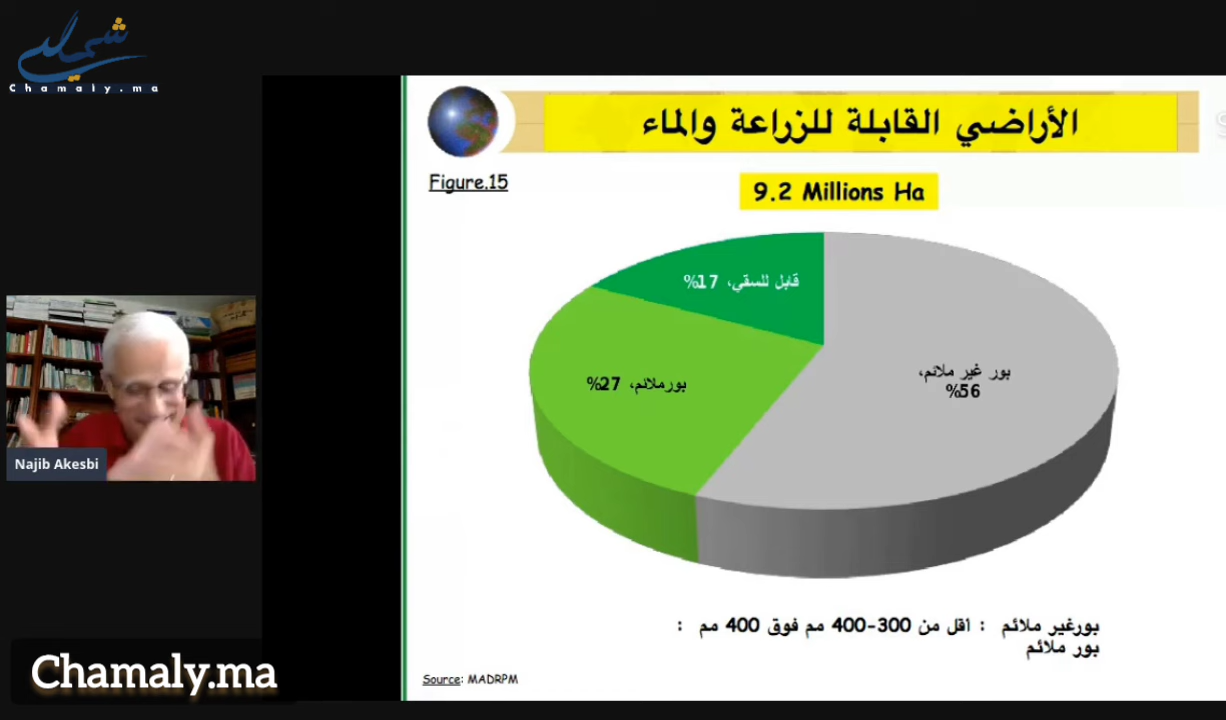 شمالي
Chamaly.ma
الأراضي القابلة للزراعة والماء
Figure.15
9.2 Millions Ha
قابل للسقي، 17%
بورملائم، 27%
بور غير ملائم،
56%
Najib Akesbi
بورغير ملائم : اقل من 300-400 مم فوق 400 مم :
بور ملائم
Source: MADRPM
Chamaly.ma